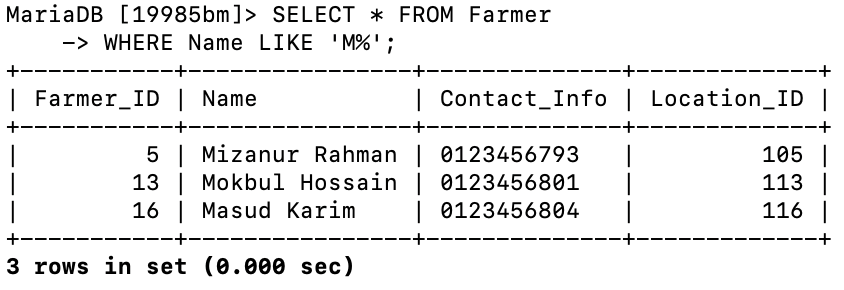 MariaDB [19985bm]> SELECT * FROM Farmer
    -> WHERE Name LIKE 'M%';
+-----------+----------------+--------------+-------------+
| Farmer_ID | Name           | Contact_Info | Location_ID |
+-----------+----------------+--------------+-------------+
|         5 | Mizanur Rahman | 0123456793   |         105 |
|        13 | Mokbul Hossain | 0123456801   |         113 |
|        16 | Masud Karim    | 0123456804   |         116 |
+-----------+----------------+--------------+-------------+
3 rows in set (0.000 sec)